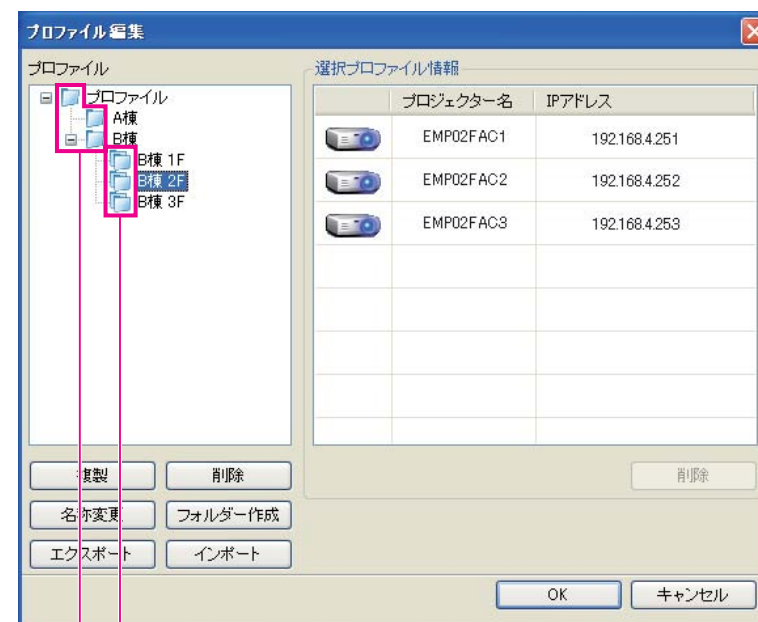 プロファイル編集
プロファイル
プロファイル
A棟
B棟
B棟 1F
B棟 2F
B棟 3F
選択プロファイル情報
プロジェクター名 IPアドレス
EMP02FAC1 192.168.4.251
EMP02FAC2 192.168.4.252
EMP02FAC3 192.168.4.253
複製 削除
削除
名称変更 フォルダー作成
エクスポート インポート
OK キャンセル